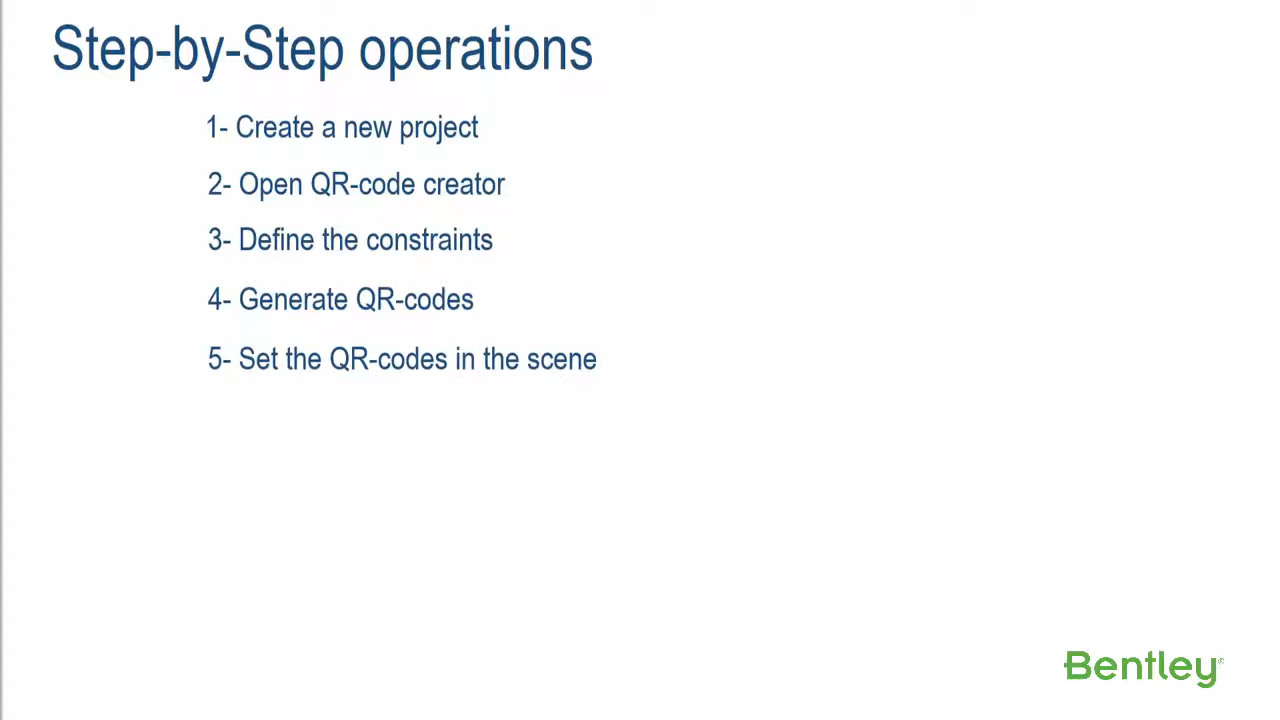 Step-by-Step operations
1- Create a new project
2- Open QR-code creator
3- Define the constraints
4- Generate QR-codes
5- Set the QR-codes in the scene
Bentley®